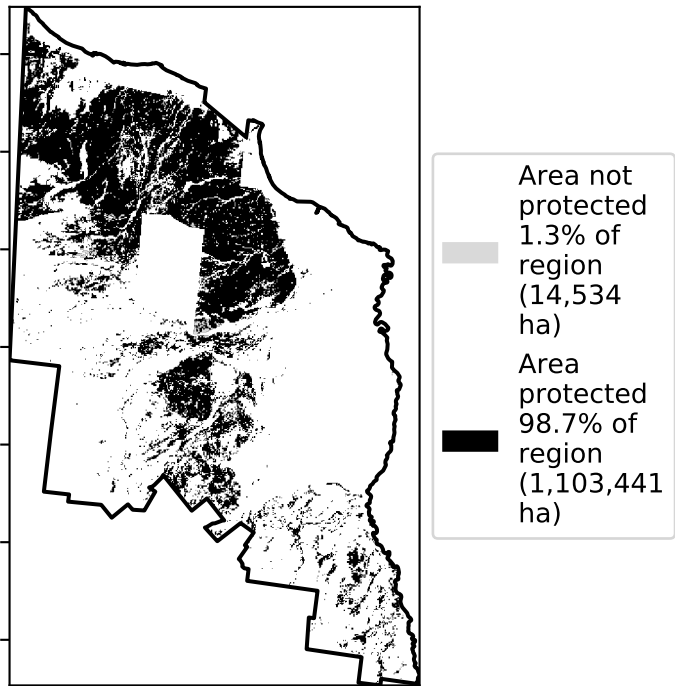 Area not
protected
1.3% of
region
(14,534
ha)
Area
protected
98.7% of
region
(1,103,441
ha)